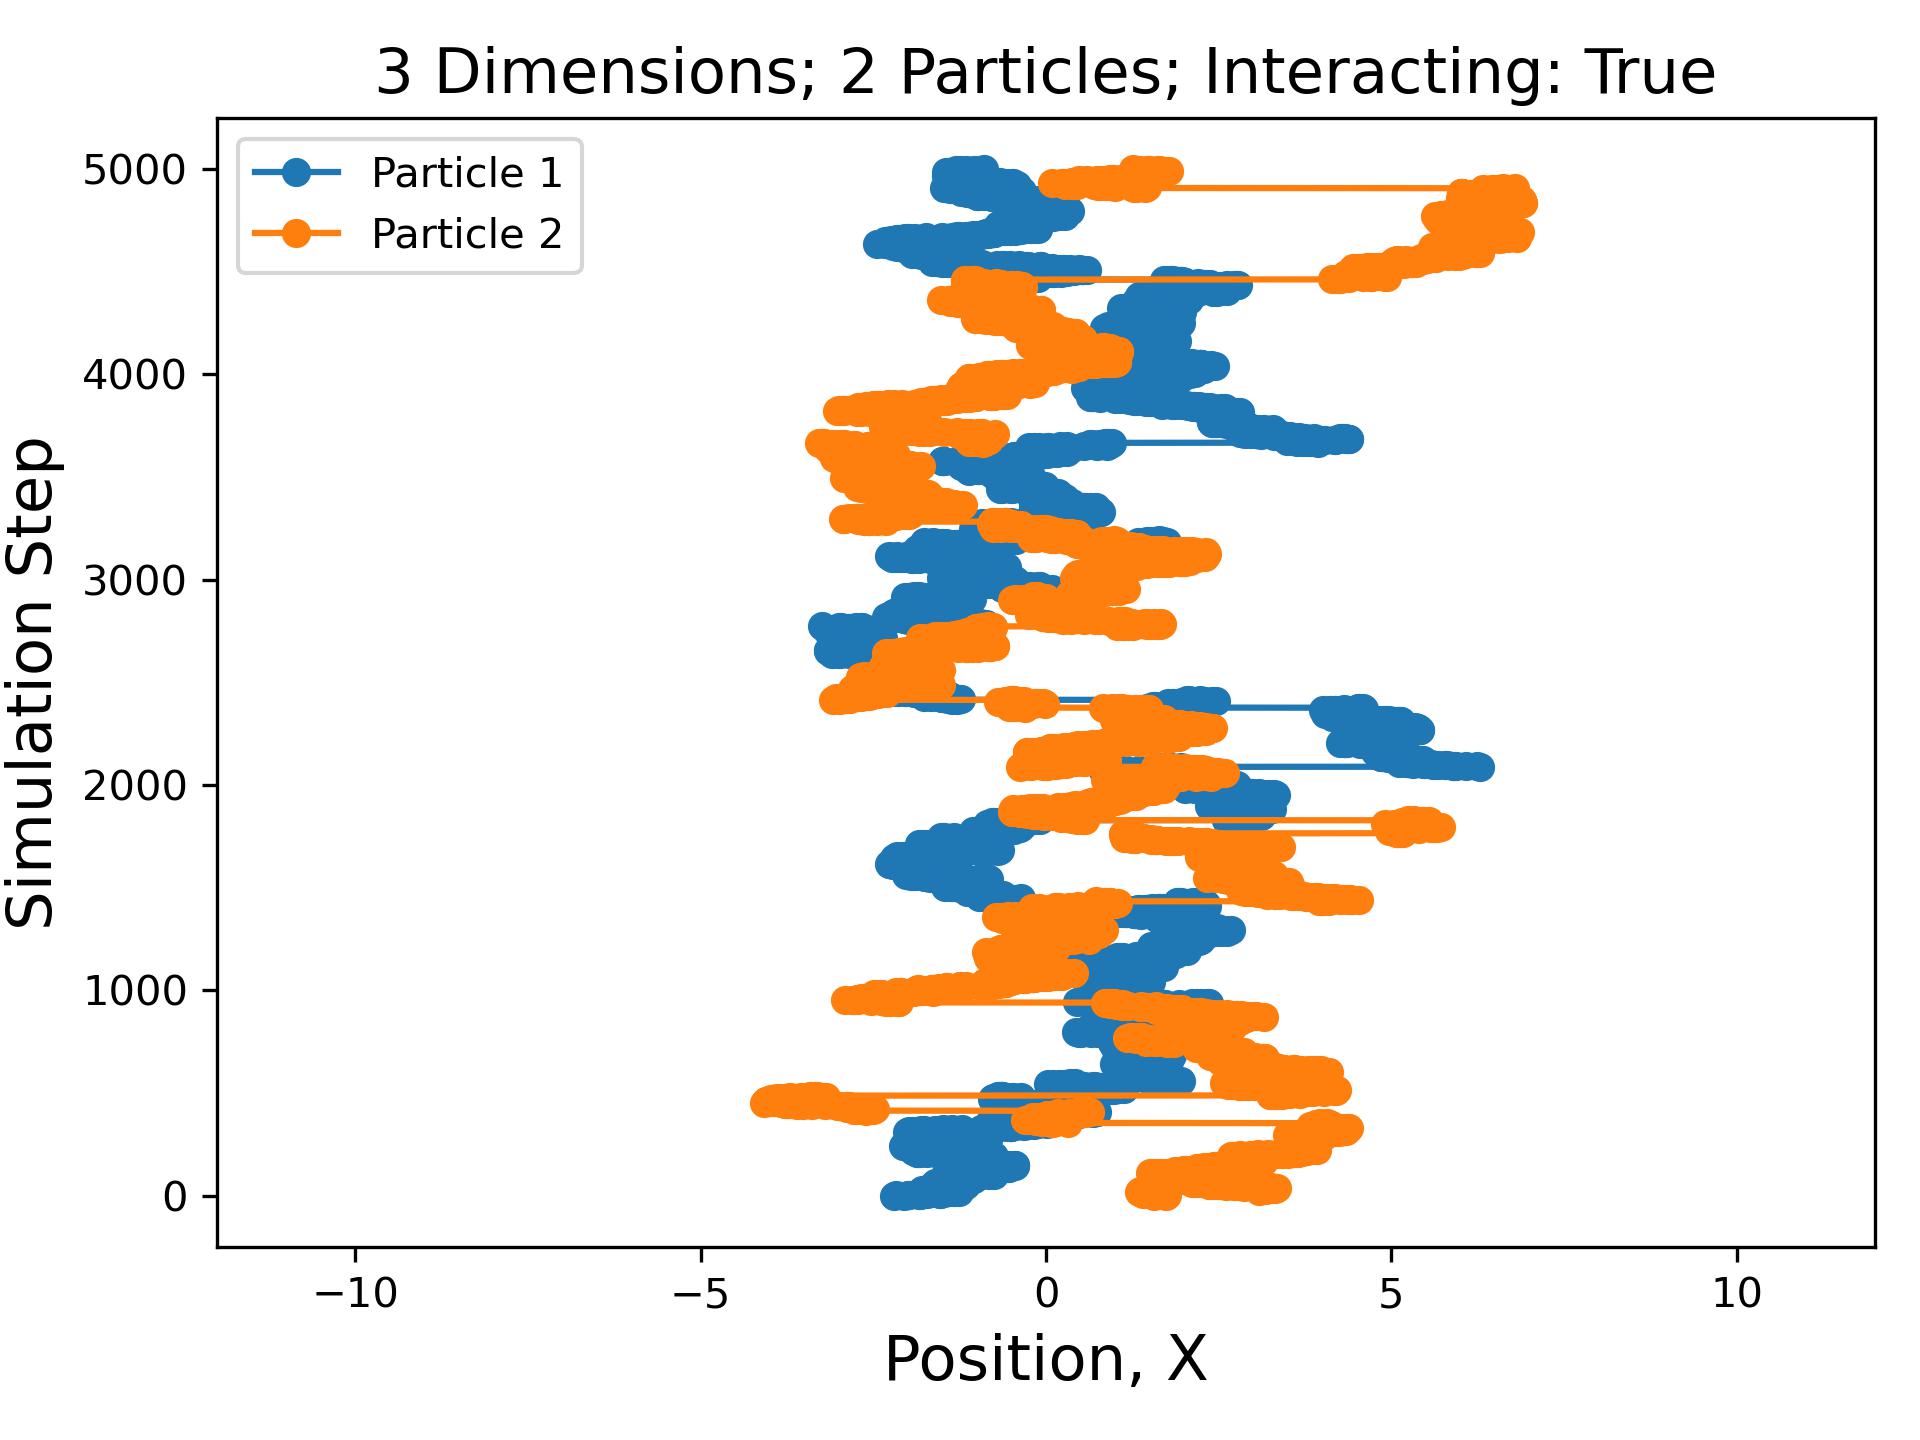 3 Dimensions; 2 Particles; Interacting: True
Particle 1
Particle 2
5000
4000
3000
2000
1000
0
Simulation Step
−10
−5
0
5
10
Position, X